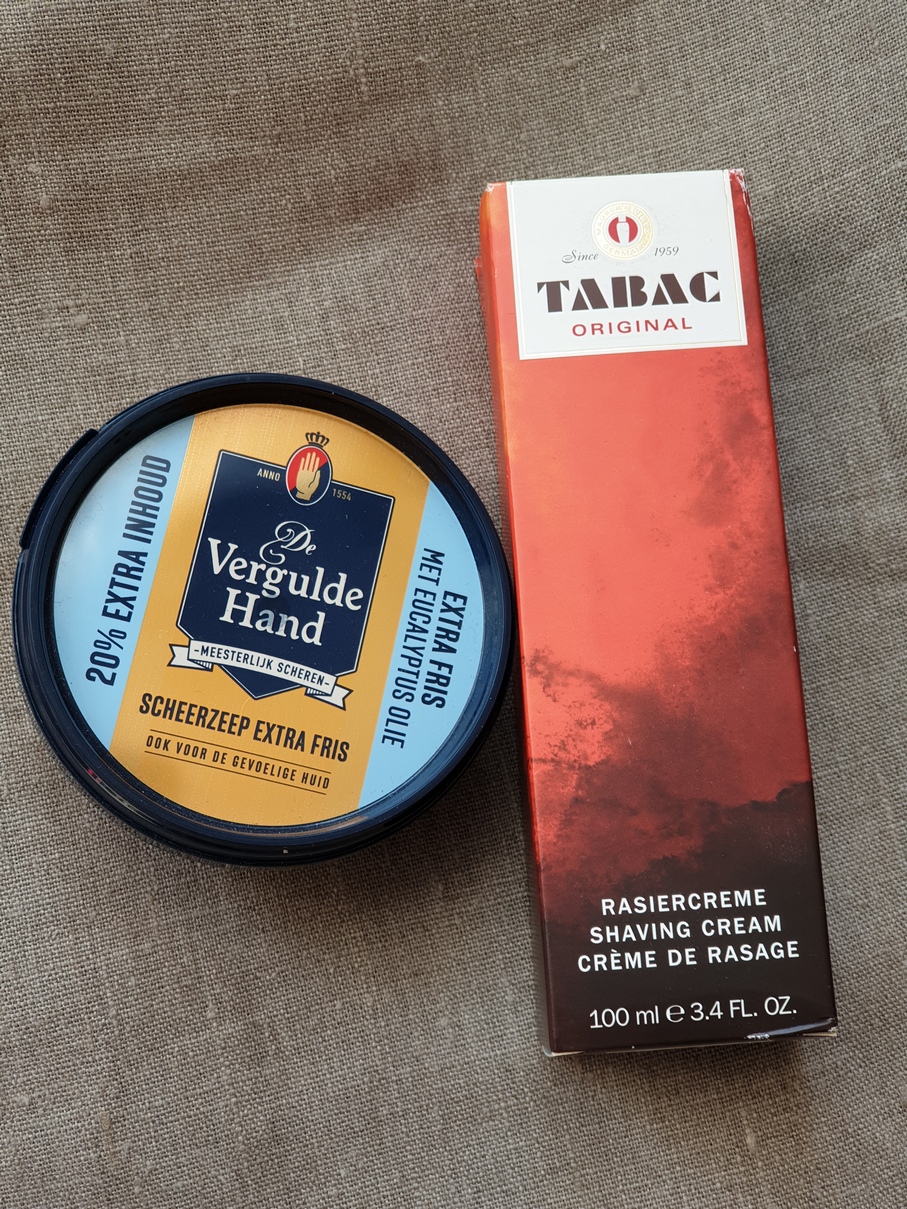 20% EXTRA INHOUD
ANNO 1554
De
Vergulde
Hand
-MEESTERLIJK SCHEREN-
SCHEERZEEP EXTRA FRIS
OOK VOOR DE GEVOELIGE HUID
EXTRA FRIS
MET EUCALYPTUS OLIE
Since 1959
TABAC
ORIGINAL
RASIERCREME
SHAVING CREAM
CRÈME DE RASAGE
100 ml ℮ 3.4 FL. OZ.